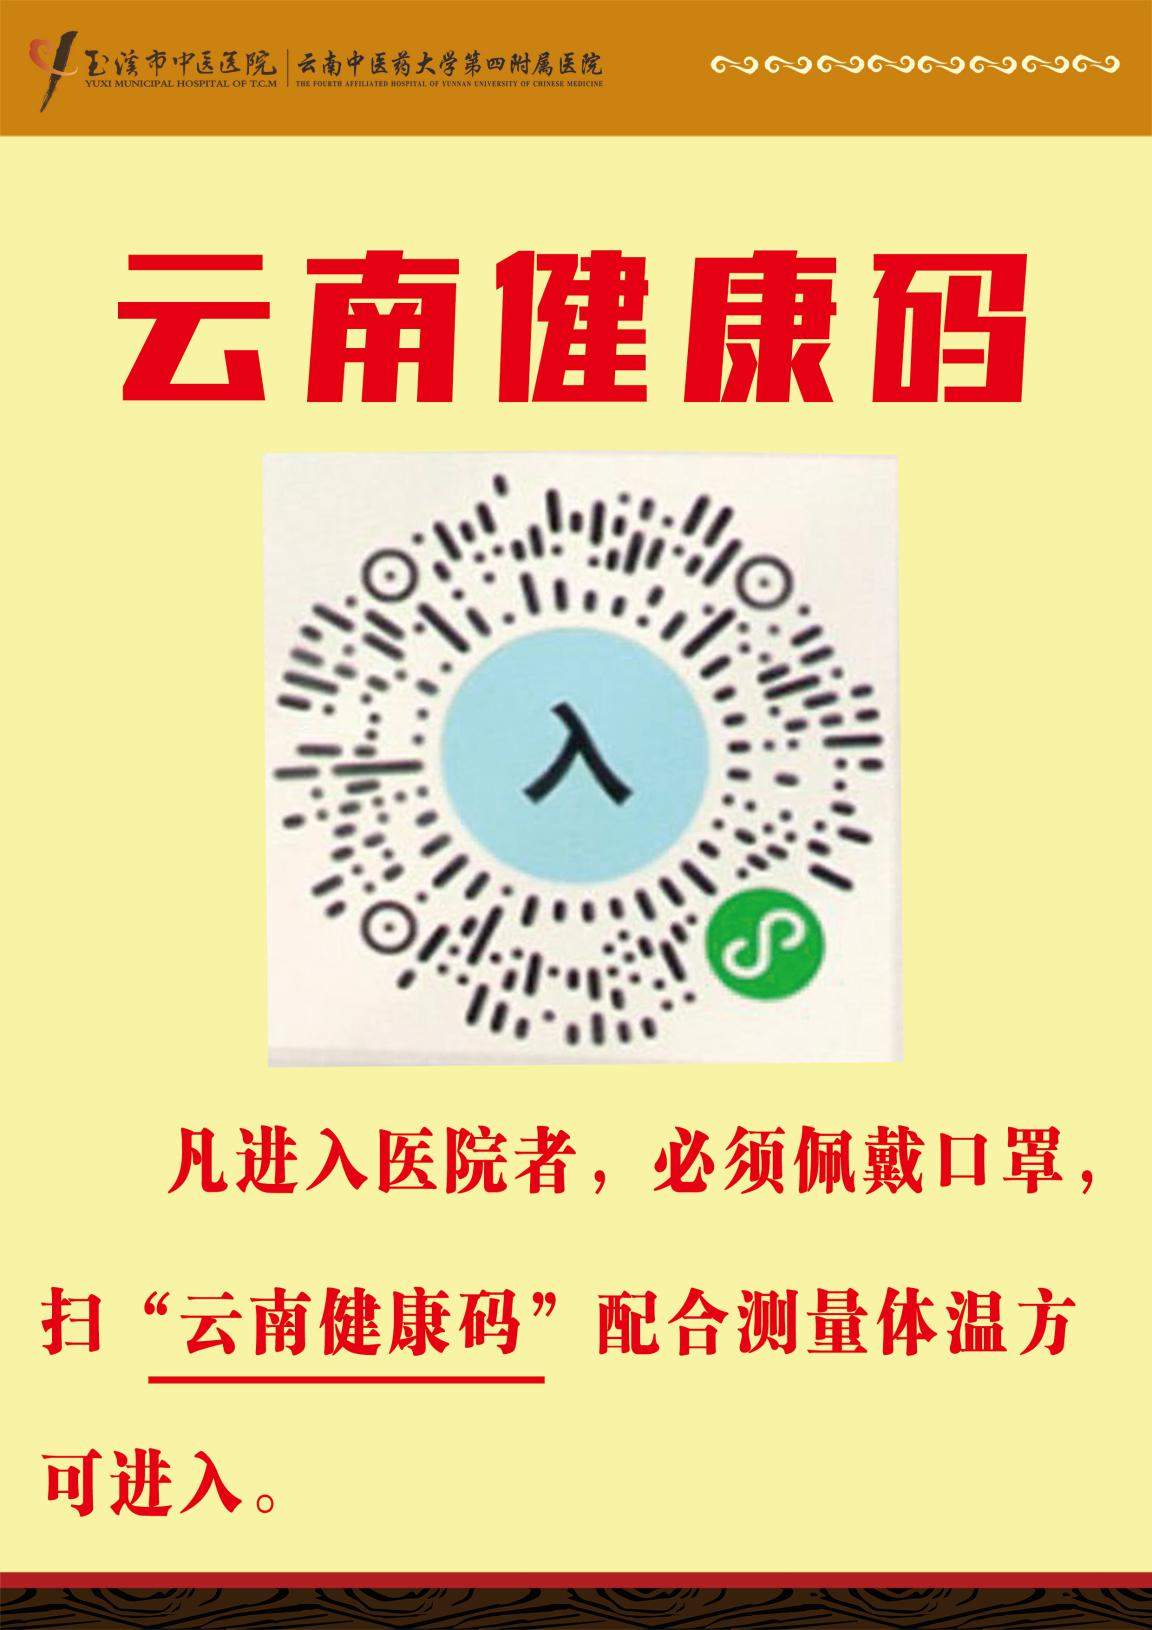 玉溪市中医医院 云南中医药大学第四附属医院
YUXI MUNICIPAL HOSPITAL OF T.C.M THE FOURTH AFFILIATED HOSPITAL OF YUNNAN UNIVERSITY OF CHINESE MEDICINE
云南健康码
入
凡进入医院者，必须佩戴口罩，
扫“云南健康码”配合测量体温方
可进入。